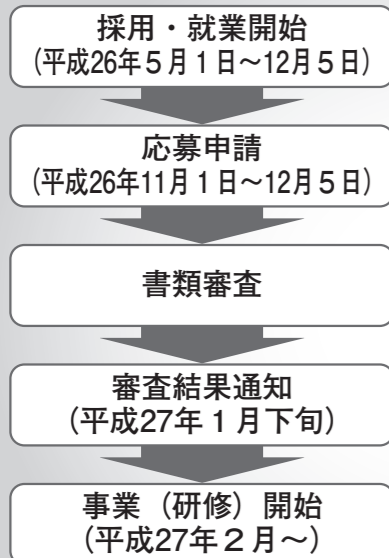 採用・就業開始
(平成26年５月１日～12月５日)
応募申請
(平成26年11月１日～12月５日)
書類審査
審査結果通知
(平成27年１月下旬)
事業（研修）開始
(平成27年２月～)